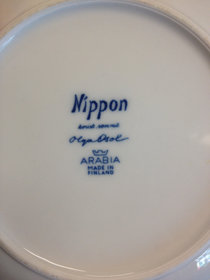 Nippon
Olga Osol
ARABIA
MADE IN
FINLAND